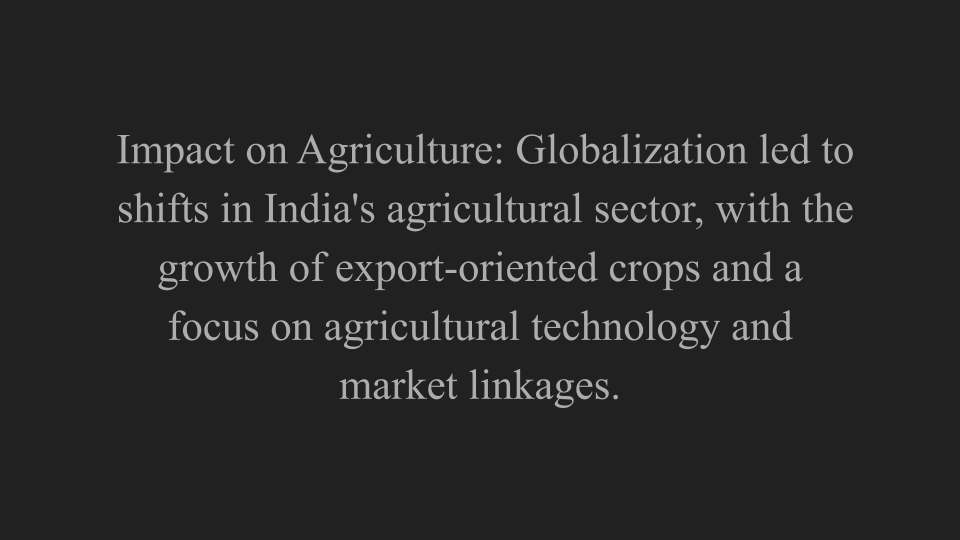 Impact on Agriculture: Globalization led to
shifts in India's agricultural sector, with the
growth of export-oriented crops and a
focus on agricultural technology and
market linkages.